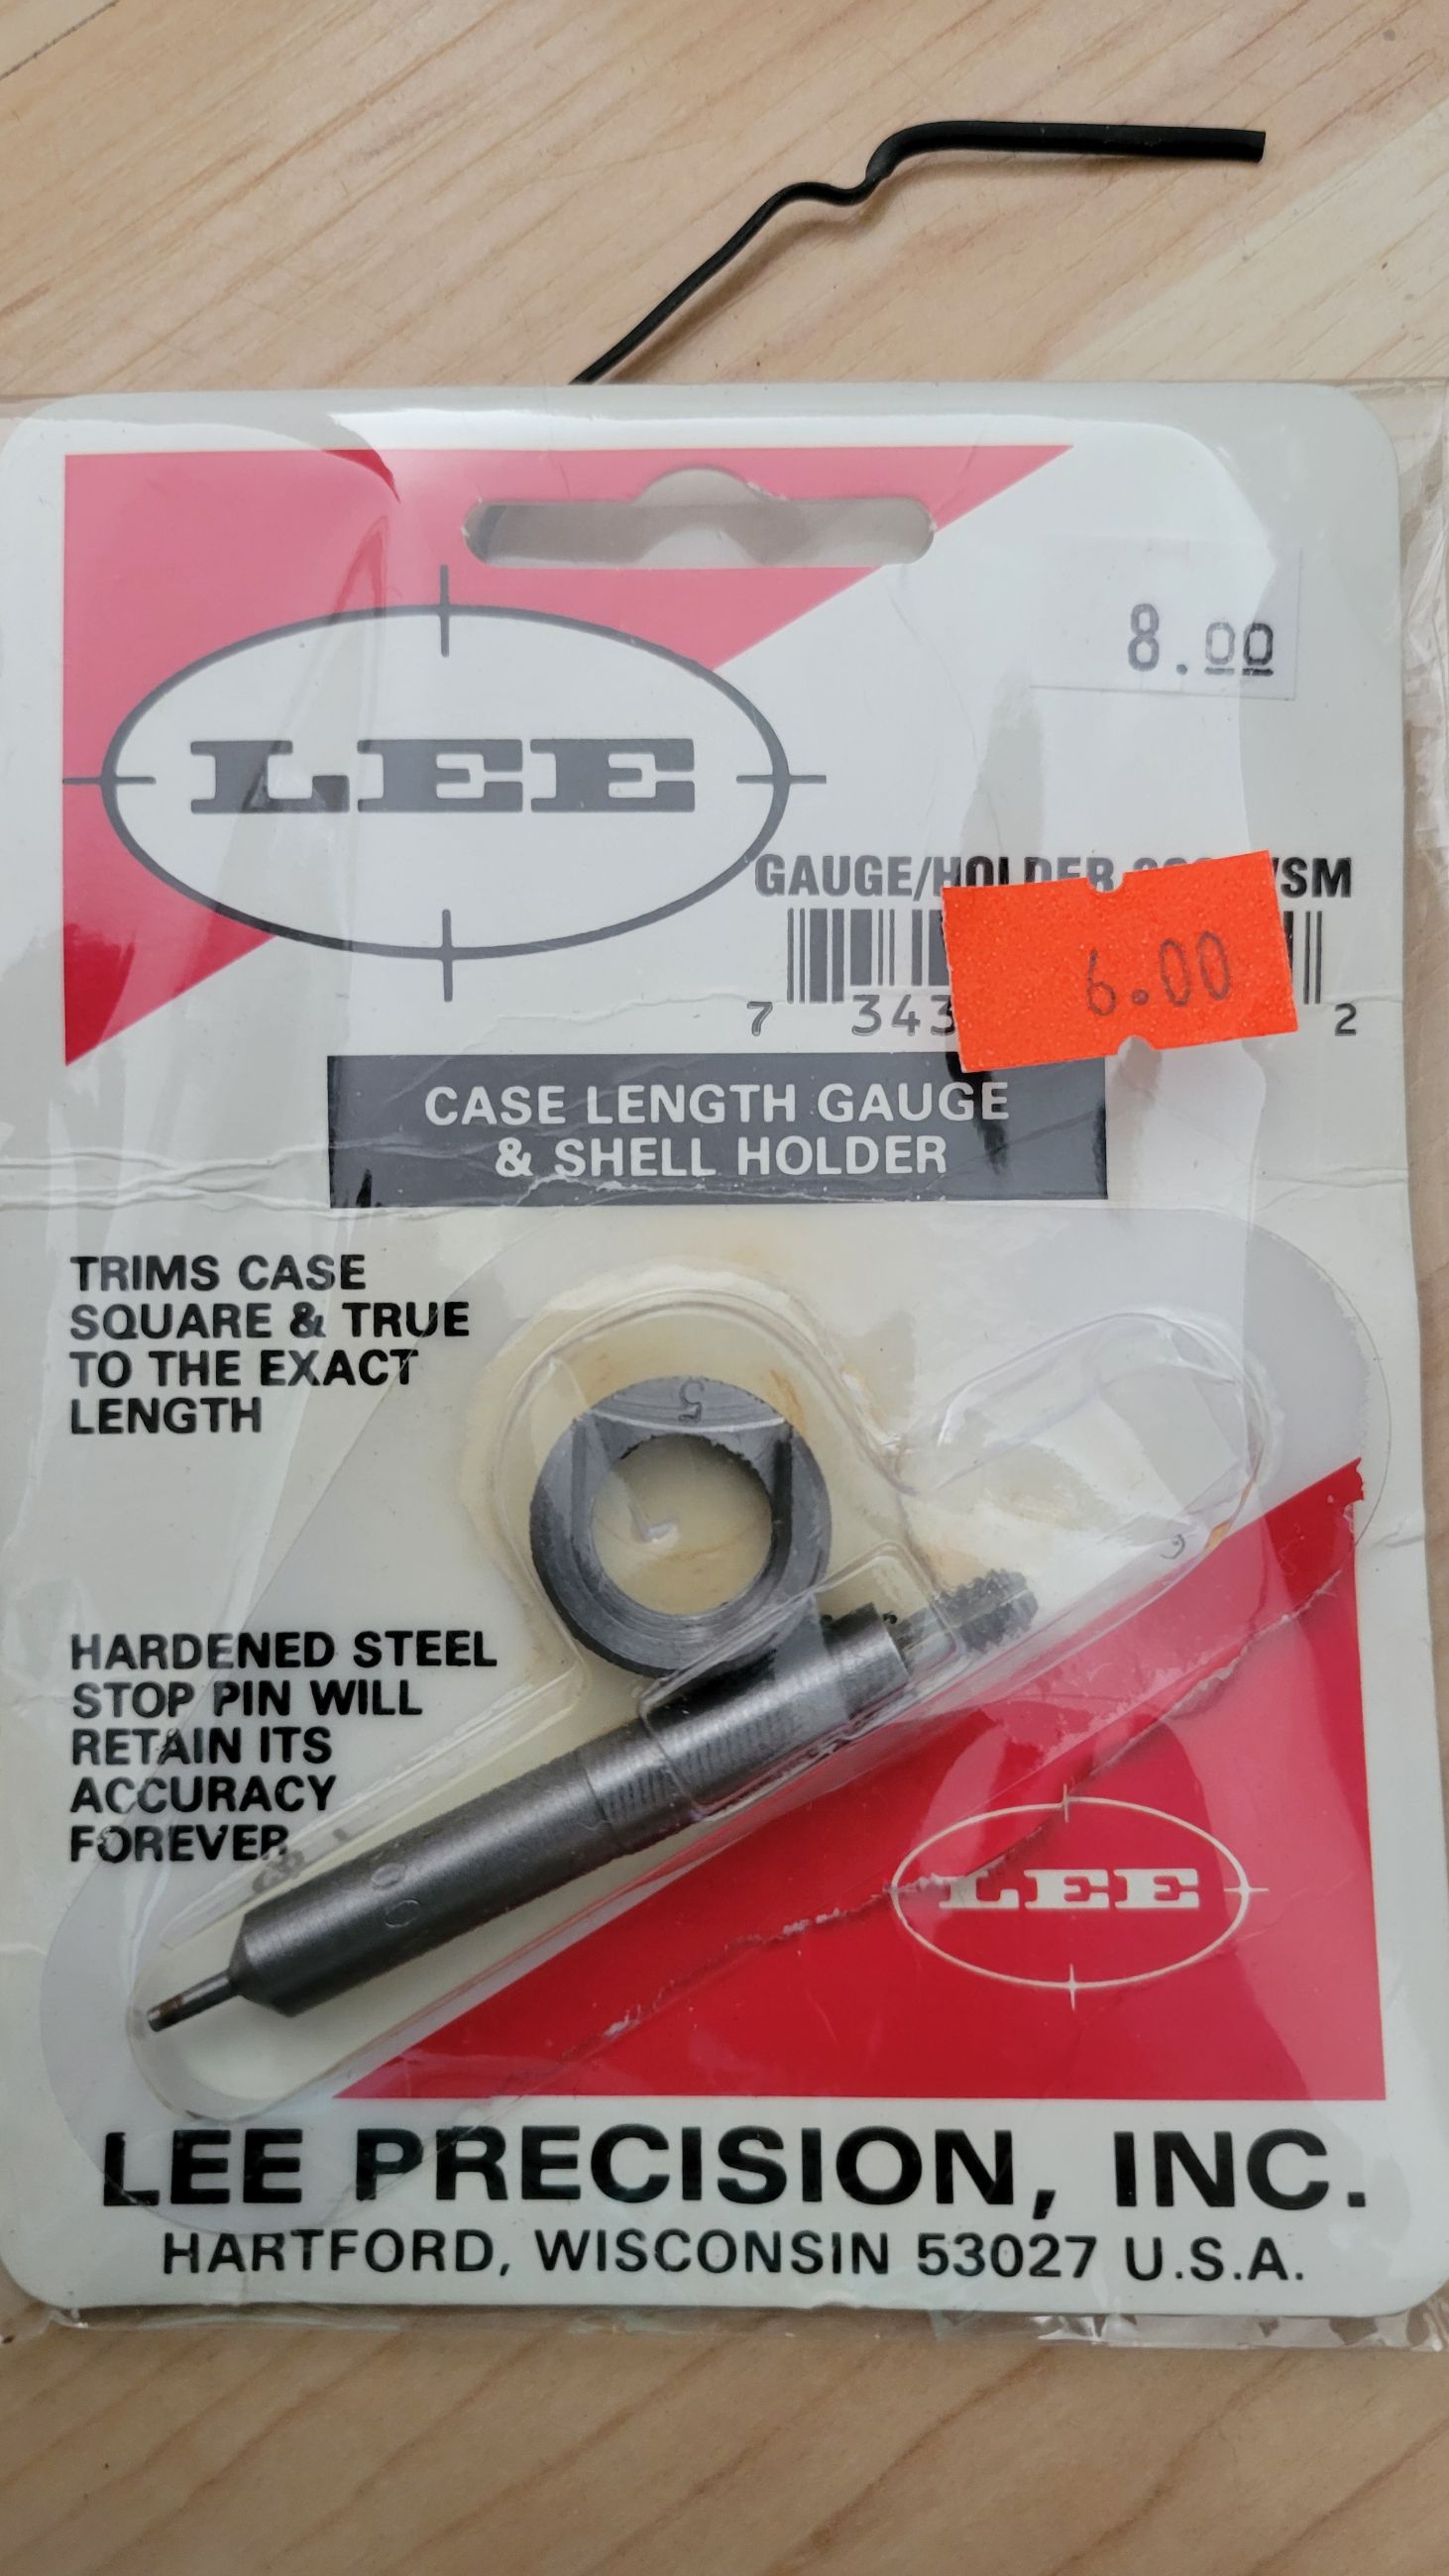 8.00
LEE
GAUGE/HOLDER WSM
6.00
7 343 2
CASE LENGTH GAUGE
& SHELL HOLDER
TRIMS CASE
SQUARE & TRUE
TO THE EXACT
LENGTH
5
HARDENED STEEL
STOP PIN WILL
RETAIN ITS
ACCURACY
FOREVER
LEE
LEE PRECISION, INC.
HARTFORD, WISCONSIN 53027 U.S.A.